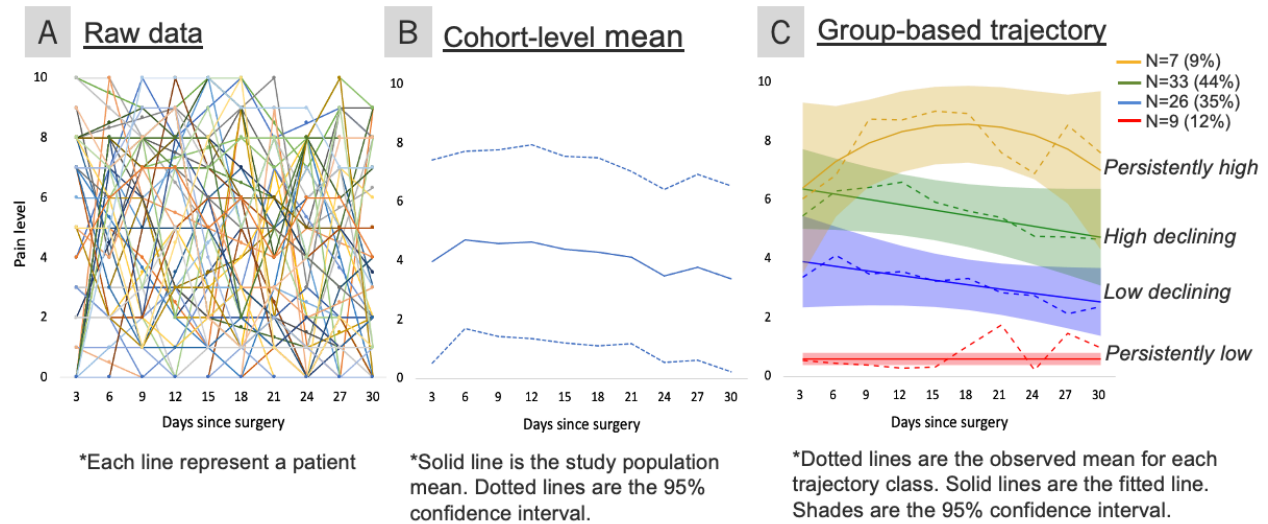 A Raw data
10
8
6
4
2
0
Pain level
3 6 9 12 15 18 21 24 27 30
Days since surgery
*Each line represent a patient
B Cohort-level mean
10
8
6
4
2
0
3 6 9 12 15 18 21 24 27 30
Days since surgery
*Solid line is the study population
mean. Dotted lines are the 95%
confidence interval.
C Group-based trajectory
N=7 (9%)
N=33 (44%)
N=26 (35%)
N=9 (12%)
10
8
6
4
2
0
Persistently high
High declining
Low declining
Persistently low
3 6 9 12 15 18 21 24 27 30
Days since surgery
*Dotted lines are the observed mean for each
trajectory class. Solid lines are the fitted line.
Shades are the 95% confidence interval.